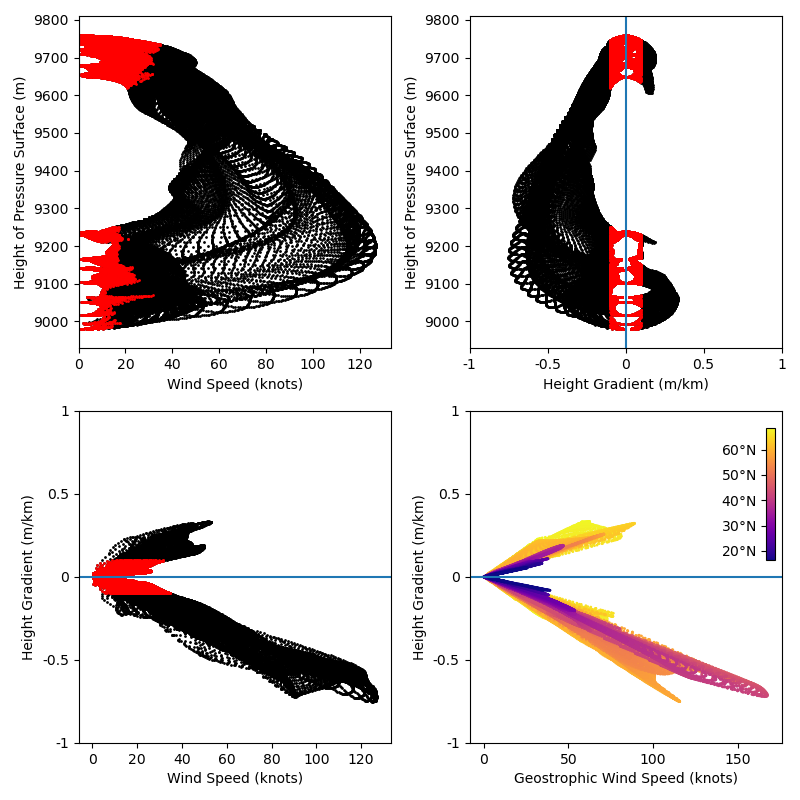 9800
9700
9600
9500
9400
9300
9200
9100
9000
Height of Pressure Surface (m)
0 20 40 60 80 100 120
Wind Speed (knots)
9800
9700
9600
9500
9400
9300
9200
9100
9000
Height of Pressure Surface (m)
-1 -0.5 0 0.5 1
Height Gradient (m/km)
1
0.5
0
-0.5
-1
Height Gradient (m/km)
0 20 40 60 80 100 120
Wind Speed (knots)
1
0.5
0
-0.5
-1
Height Gradient (m/km)
60°N
50°N
40°N
30°N
20°N
0 50 100 150
Geostrophic Wind Speed (knots)